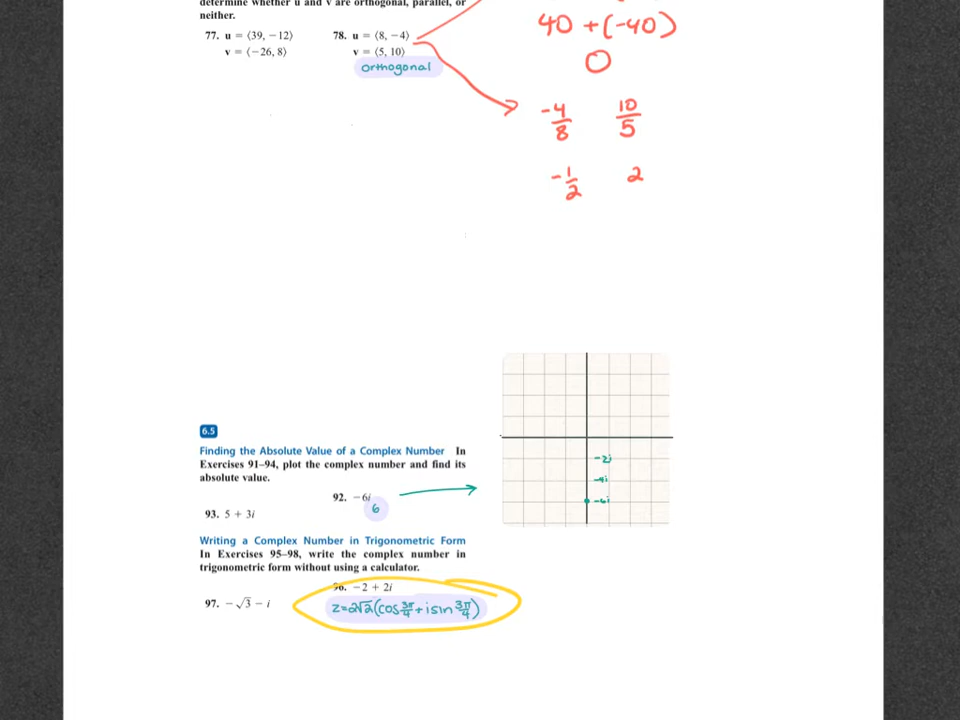 determine whether u and v are orthogonal, parallel, or
neither.
77. u = ⟨39, −12⟩
v = ⟨−26, 8⟩
78. u = ⟨8, −4⟩
v = ⟨5, 10⟩
orthogonal
40 + (-40)
0
-4/8 10/5
-1/2 2
6.5
Finding the Absolute Value of a Complex Number In
Exercises 91–94, plot the complex number and find its
absolute value.
92. −6i
6
93. 5 + 3i
-2i
-4i
-6i
Writing a Complex Number in Trigonometric Form
In Exercises 95–98, write the complex number in
trigonometric form without using a calculator.
96. −2 + 2i
97. −√3 − i
z=2√2(cos 3π/4 + i sin 3π/4)